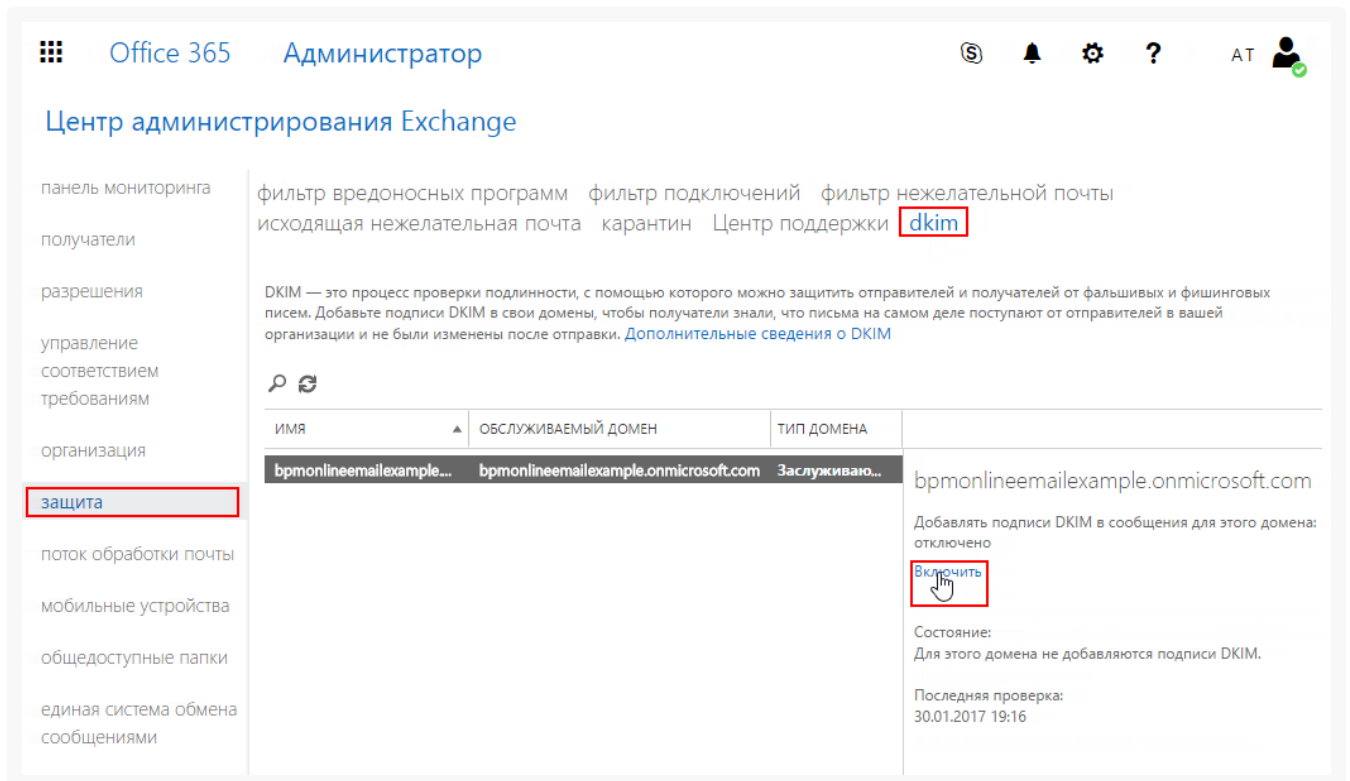 Office 365 Администратор ? AT
Центр администрирования Exchange
панель мониторинга
получатели
разрешения
управление
соответствием
требованиям
организация
защита
поток обработки почты
мобильные устройства
общедоступные папки
единая система обмена
сообщениями
фильтр вредоносных программ фильтр подключений фильтр нежелательной почты
исходящая нежелательная почта карантин Центр поддержки dkim
DKIM — это процесс проверки подлинности, с помощью которого можно защитить отправителей и получателей от фальшивых и фишинговых
писем. Добавьте подписи DKIM в свои домены, чтобы получатели знали, что письма на самом деле поступают от отправителей в вашей
организации и не были изменены после отправки. Дополнительные сведения о DKIM
ИМЯ ОБСЛУЖИВАЕМЫЙ ДОМЕН ТИП ДОМЕНА
bpmonlineemailexample... bpmonlineemailexample.onmicrosoft.com Заслуживаю...
bpmonlineemailexample.onmicrosoft.com
Добавлять подписи DKIM в сообщения для этого домена:
отключено
Включить
Состояние:
Для этого домена не добавляются подписи DKIM.
Последняя проверка:
30.01.2017 19:16